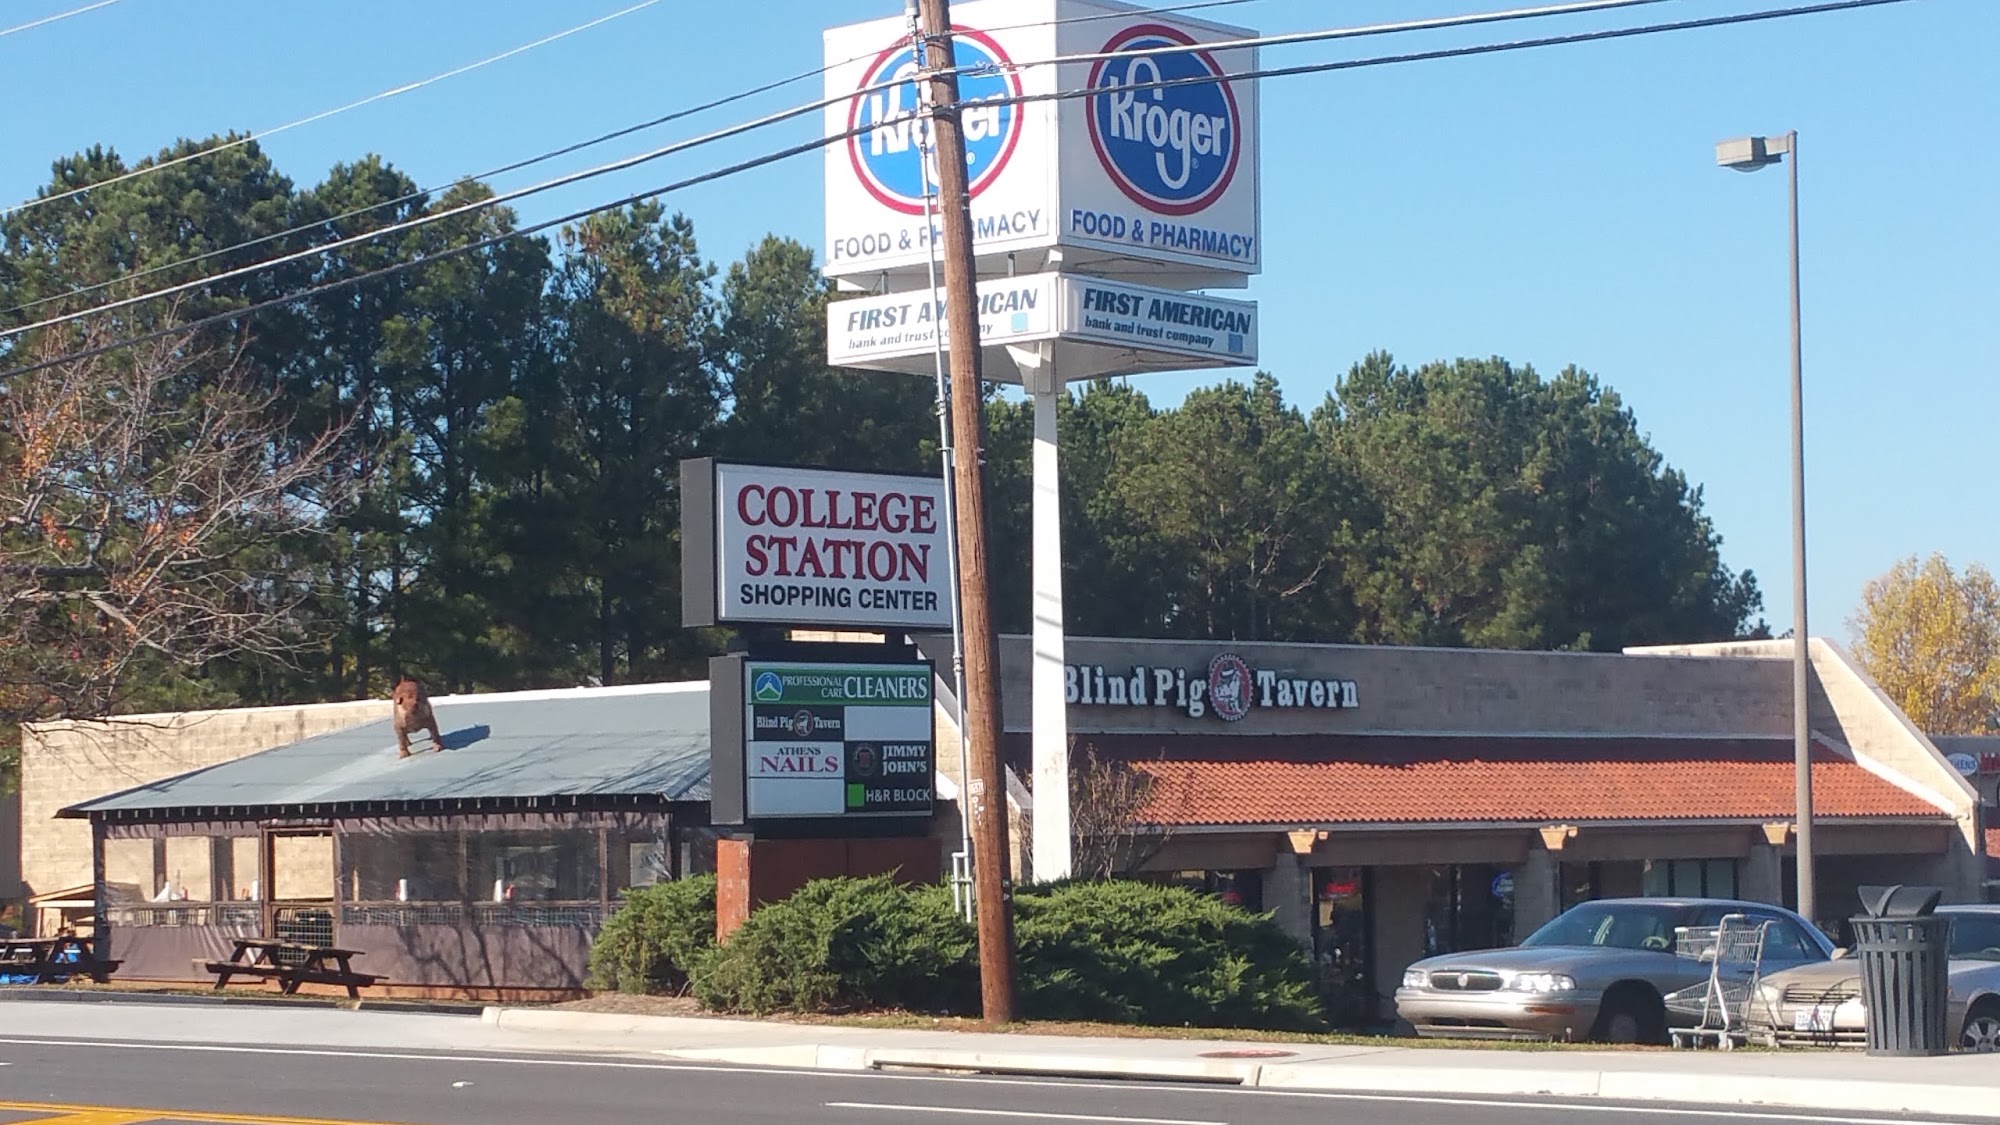 Kroger
Kroger
FOOD & PHARMACY
FOOD & PHARMACY
FIRST AMERICAN
bank and trust company
FIRST AMERICAN
bank and trust company
COLLEGE
STATION
SHOPPING CENTER
PROFESSIONAL
CARE CLEANERS
Blind Pig Tavern
ATHENS
NAILS
JIMMY
JOHN'S
H&R BLOCK
Blind Pig Tavern